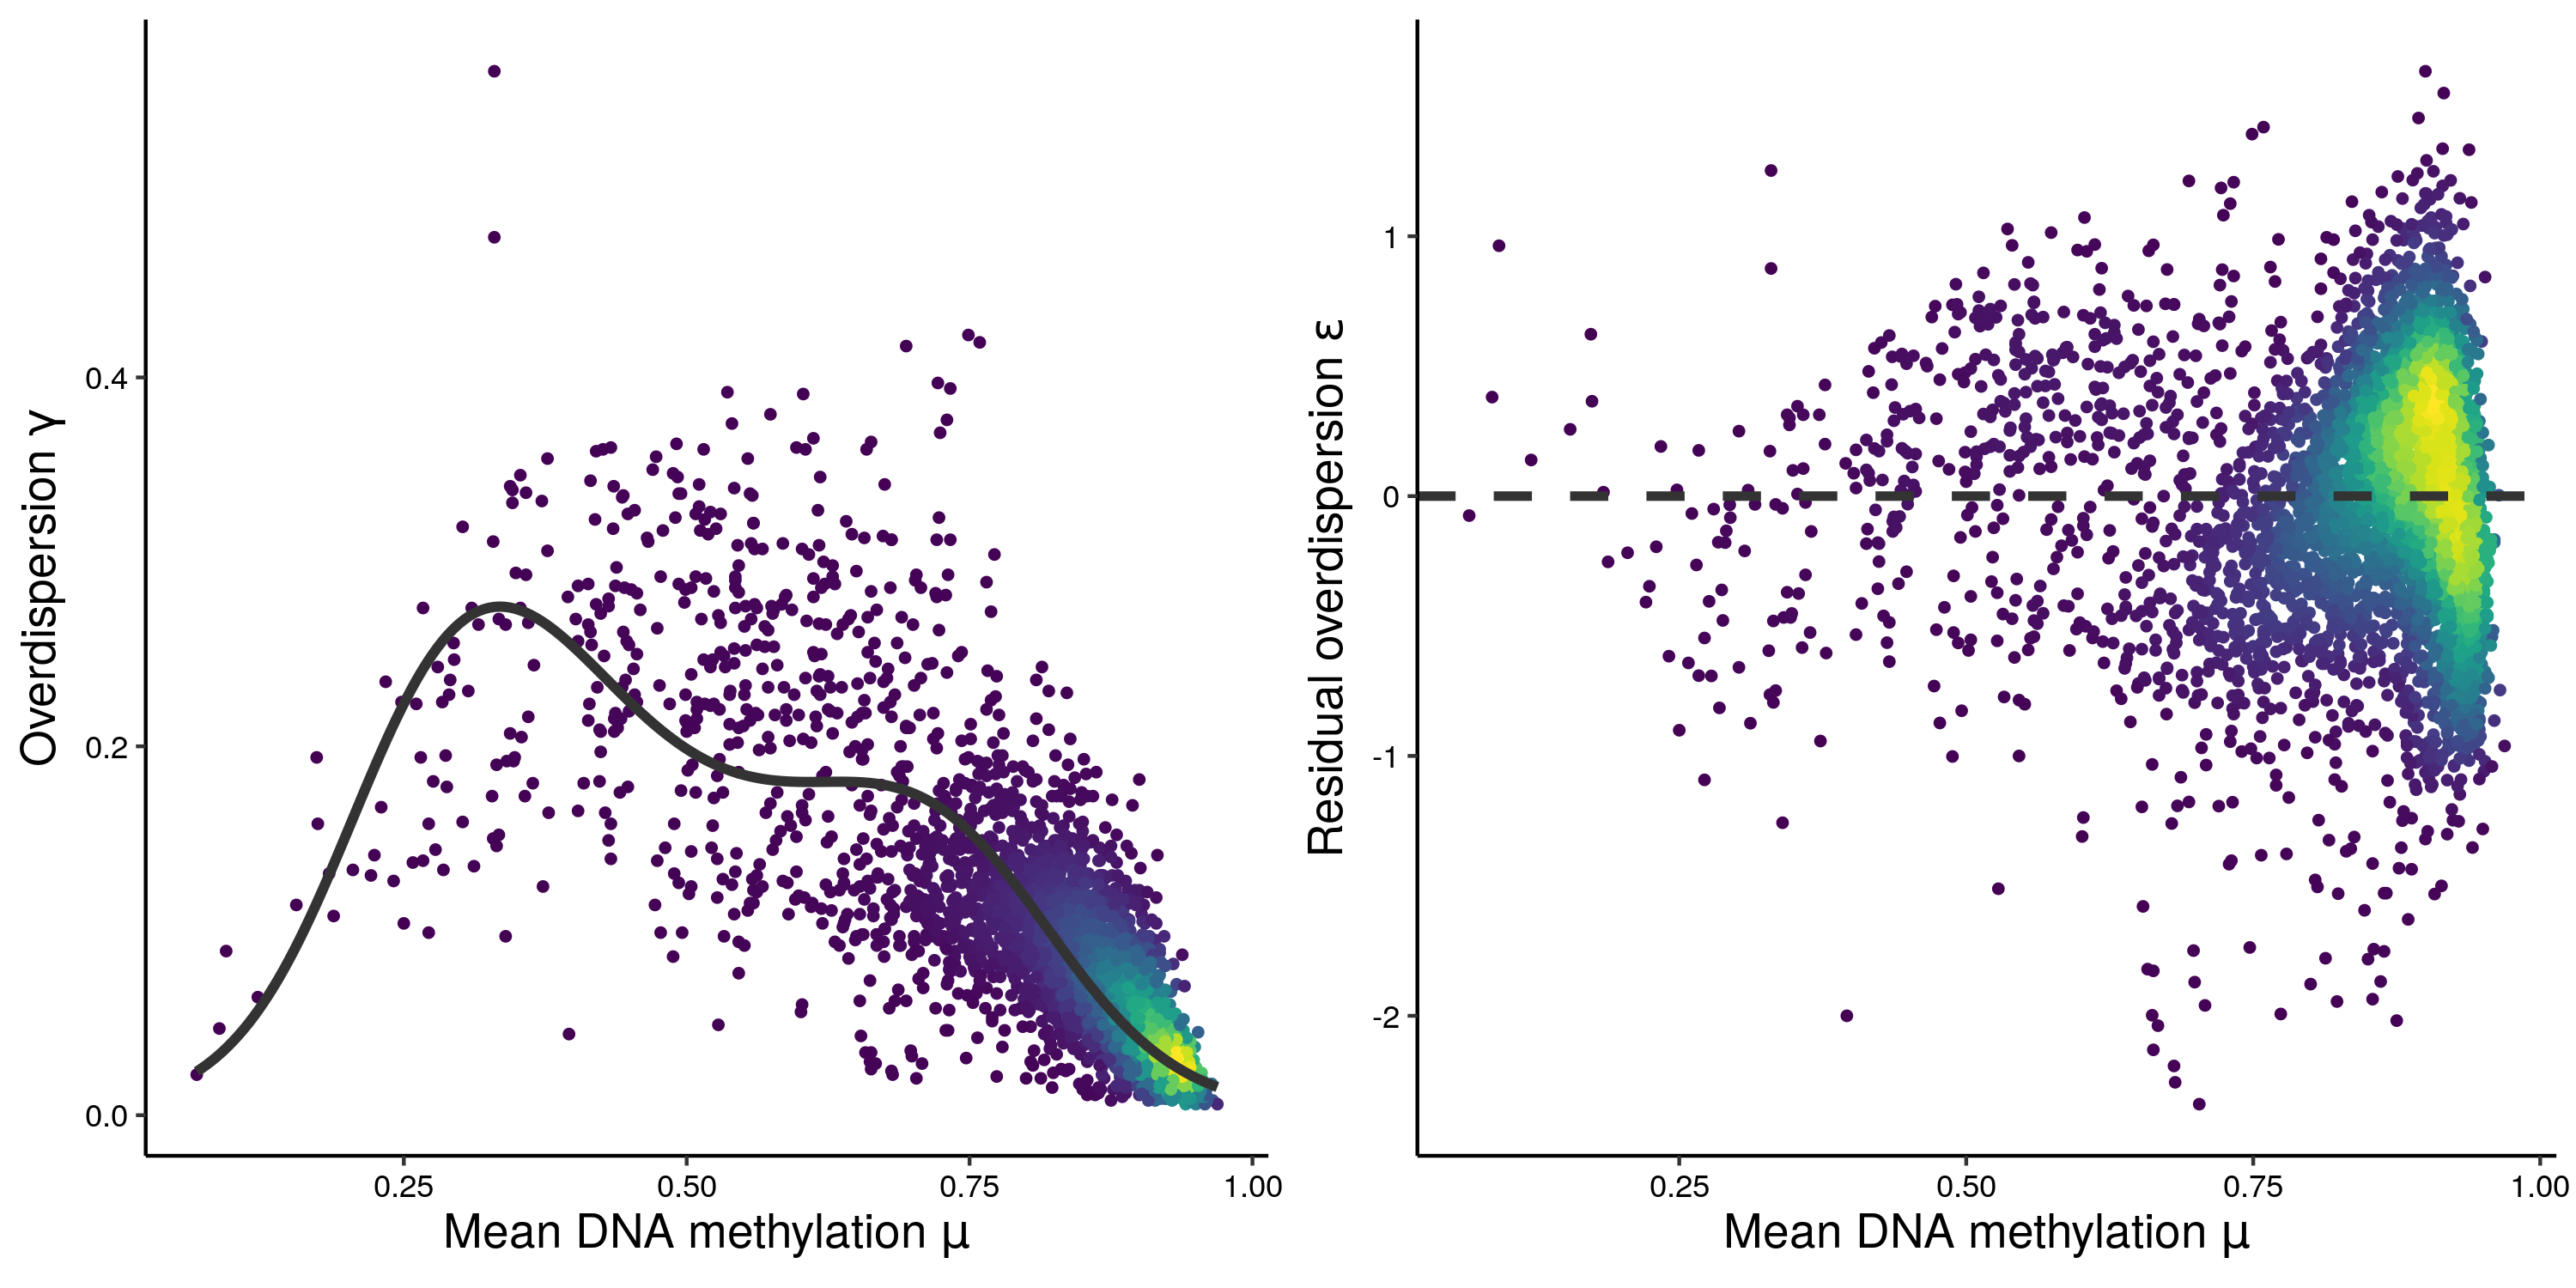 Overdispersion γ
0.4
0.2
0.0
0.25 0.50 0.75 1.00
Mean DNA methylation μ
Residual overdispersion ε
1
0
-1
-2
0.25 0.50 0.75 1.00
Mean DNA methylation μ